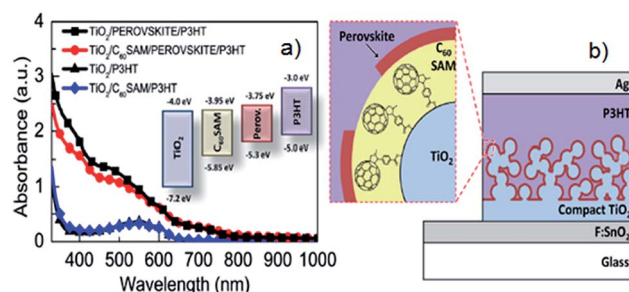 a)
TiO2/PEROVSKITE/P3HT
TiO2/C60SAM/PEROVSKITE/P3HT
TiO2/P3HT
TiO2/C60SAM/P3HT
Absorbance (a.u.)
3
2
1
0
-4.0 eV
-3.95 eV
-3.75 eV
-3.0 eV
TiO2
C60SAM
Perov.
P3HT
-7.2 eV
-5.85 eV
-5.3 eV
-5.0 eV
400 500 600 700 800 900 1000
Wavelength (nm)
b)
Perovskite
C60
SAM
TiO2
Ag
P3HT
Compact TiO2
F:SnO2
Glass